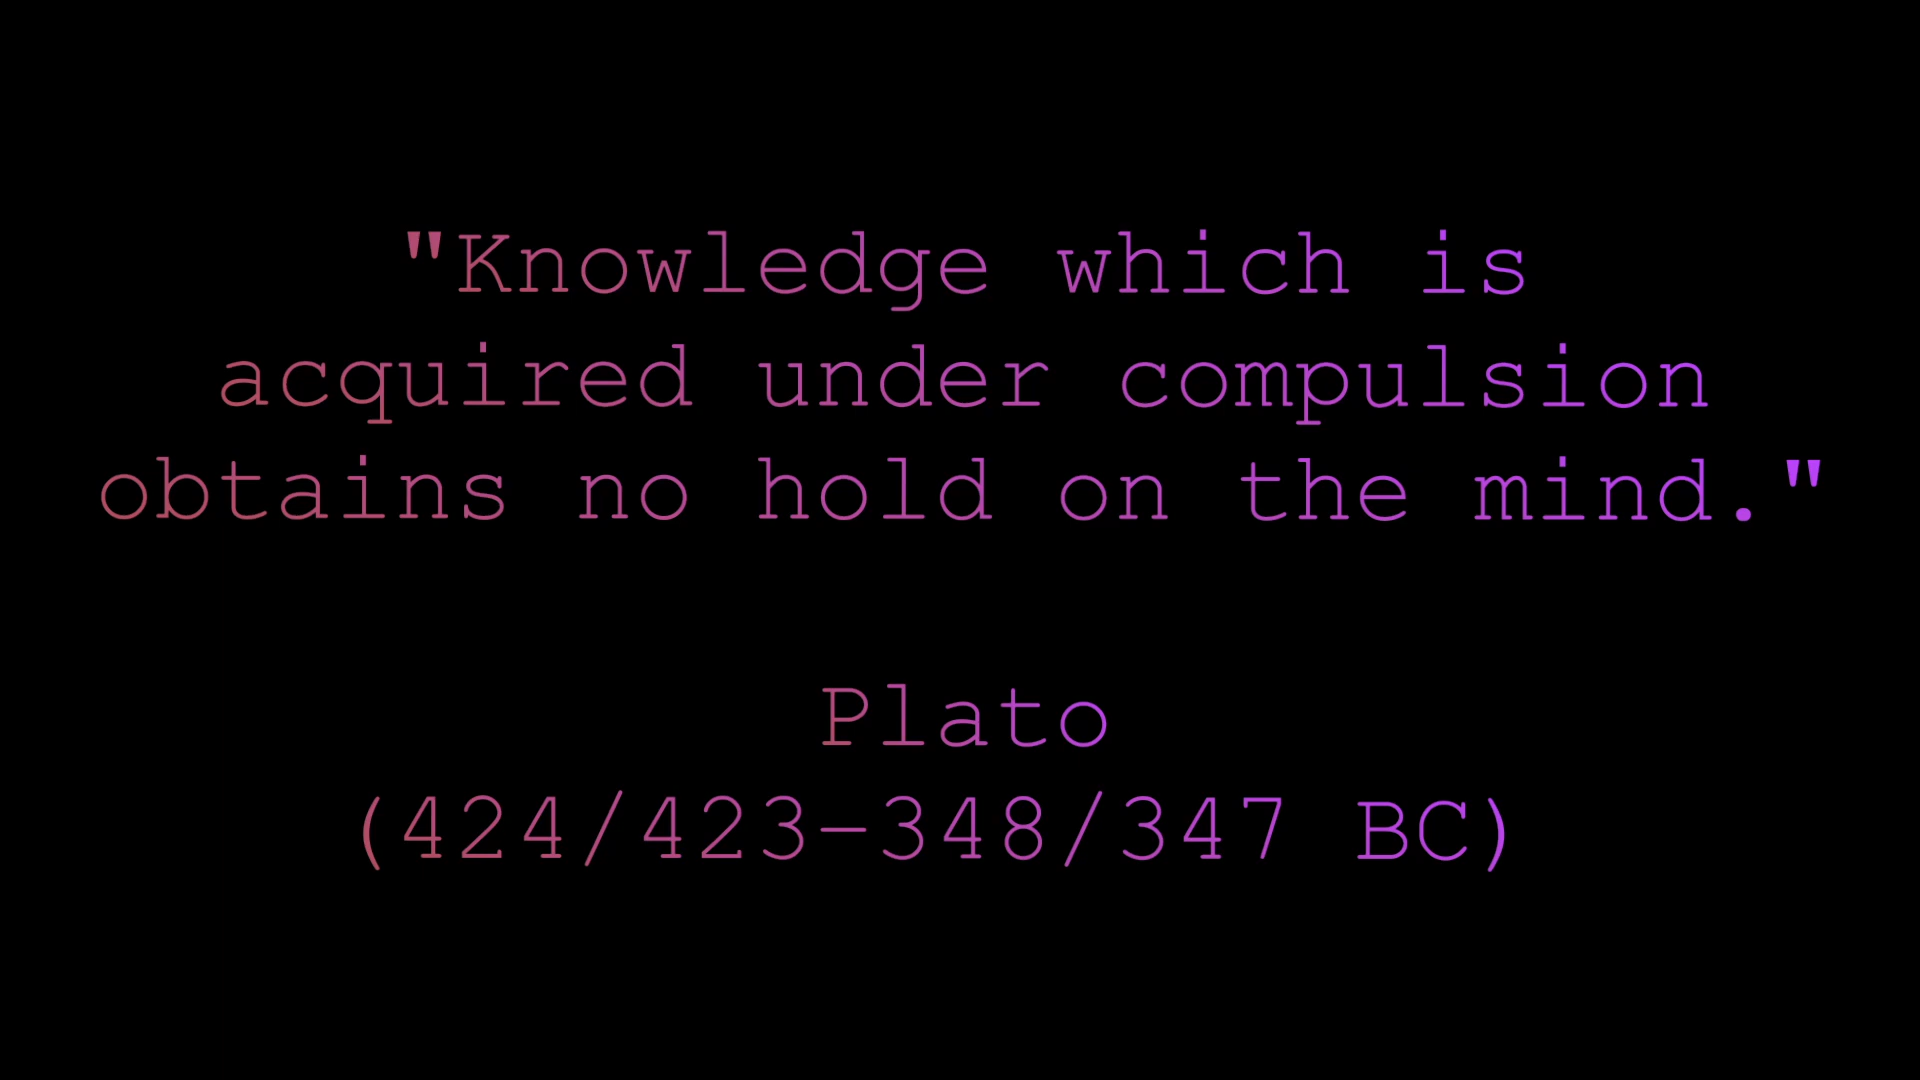 "Knowledge which is
acquired under compulsion
obtains no hold on the mind."
Plato
(424/423-348/347 BC)